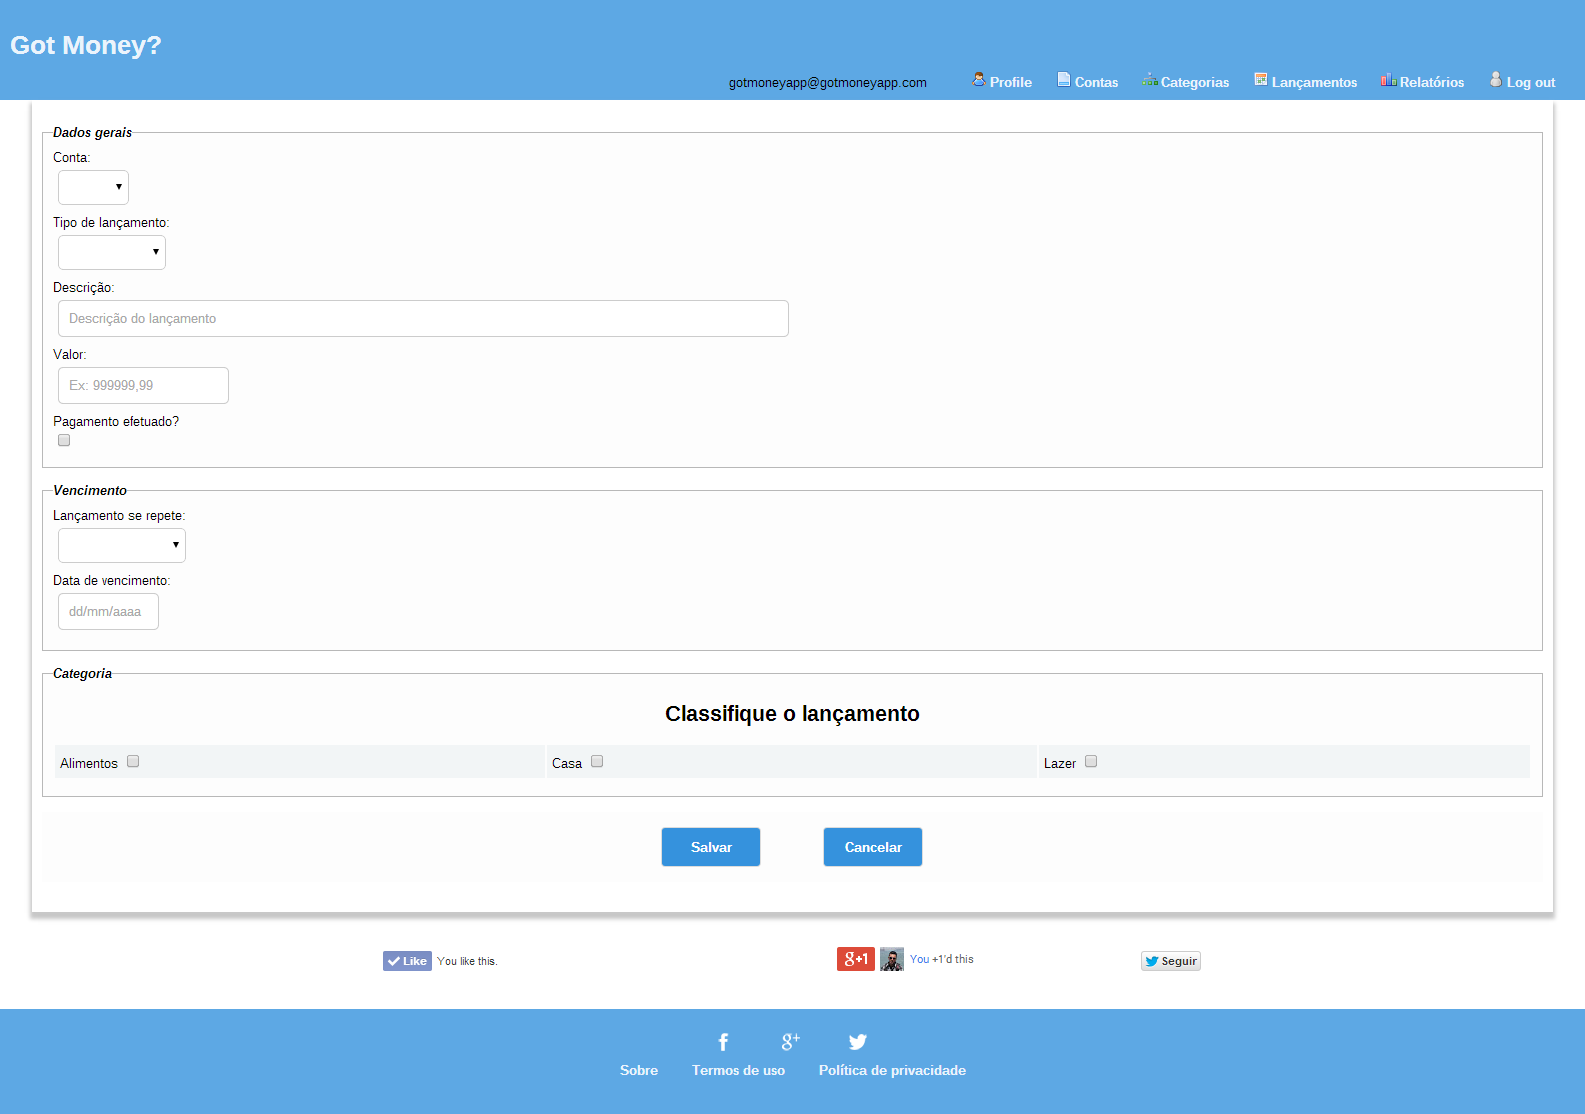 Got Money?
gotmoneyapp@gotmoneyapp.com Profile Contas Categorias Lançamentos Relatórios Log out
Dados gerais
Conta:
Tipo de lançamento:
Descrição:
Descrição do lançamento
Valor:
Ex: 999999,99
Pagamento efetuado?
Vencimento
Lançamento se repete:
Data de vencimento:
dd/mm/aaaa
Categoria
Classifique o lançamento
Alimentos Casa Lazer
Salvar Cancelar
Like You like this. g+1 You +1'd this Seguir
f g+
Sobre Termos de uso Política de privacidade